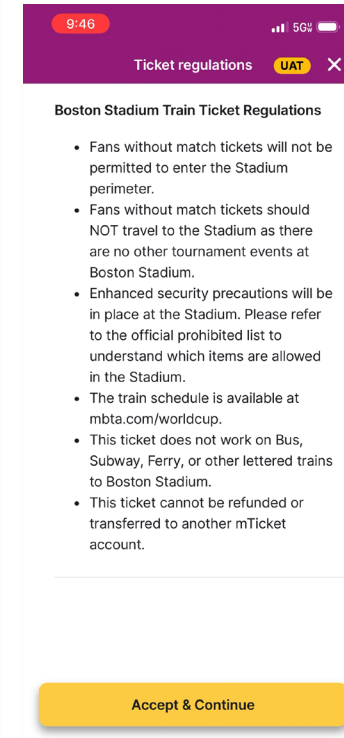 9:46
5G
Ticket regulations UAT
Boston Stadium Train Ticket Regulations
• Fans without match tickets will not be
permitted to enter the Stadium
perimeter.
• Fans without match tickets should
NOT travel to the Stadium as there
are no other tournament events at
Boston Stadium.
• Enhanced security precautions will be
in place at the Stadium. Please refer
to the official prohibited list to
understand which items are allowed
in the Stadium.
• The train schedule is available at
mbta.com/worldcup.
• This ticket does not work on Bus,
Subway, Ferry, or other lettered trains
to Boston Stadium.
• This ticket cannot be refunded or
transferred to another mTicket
account.
Accept & Continue